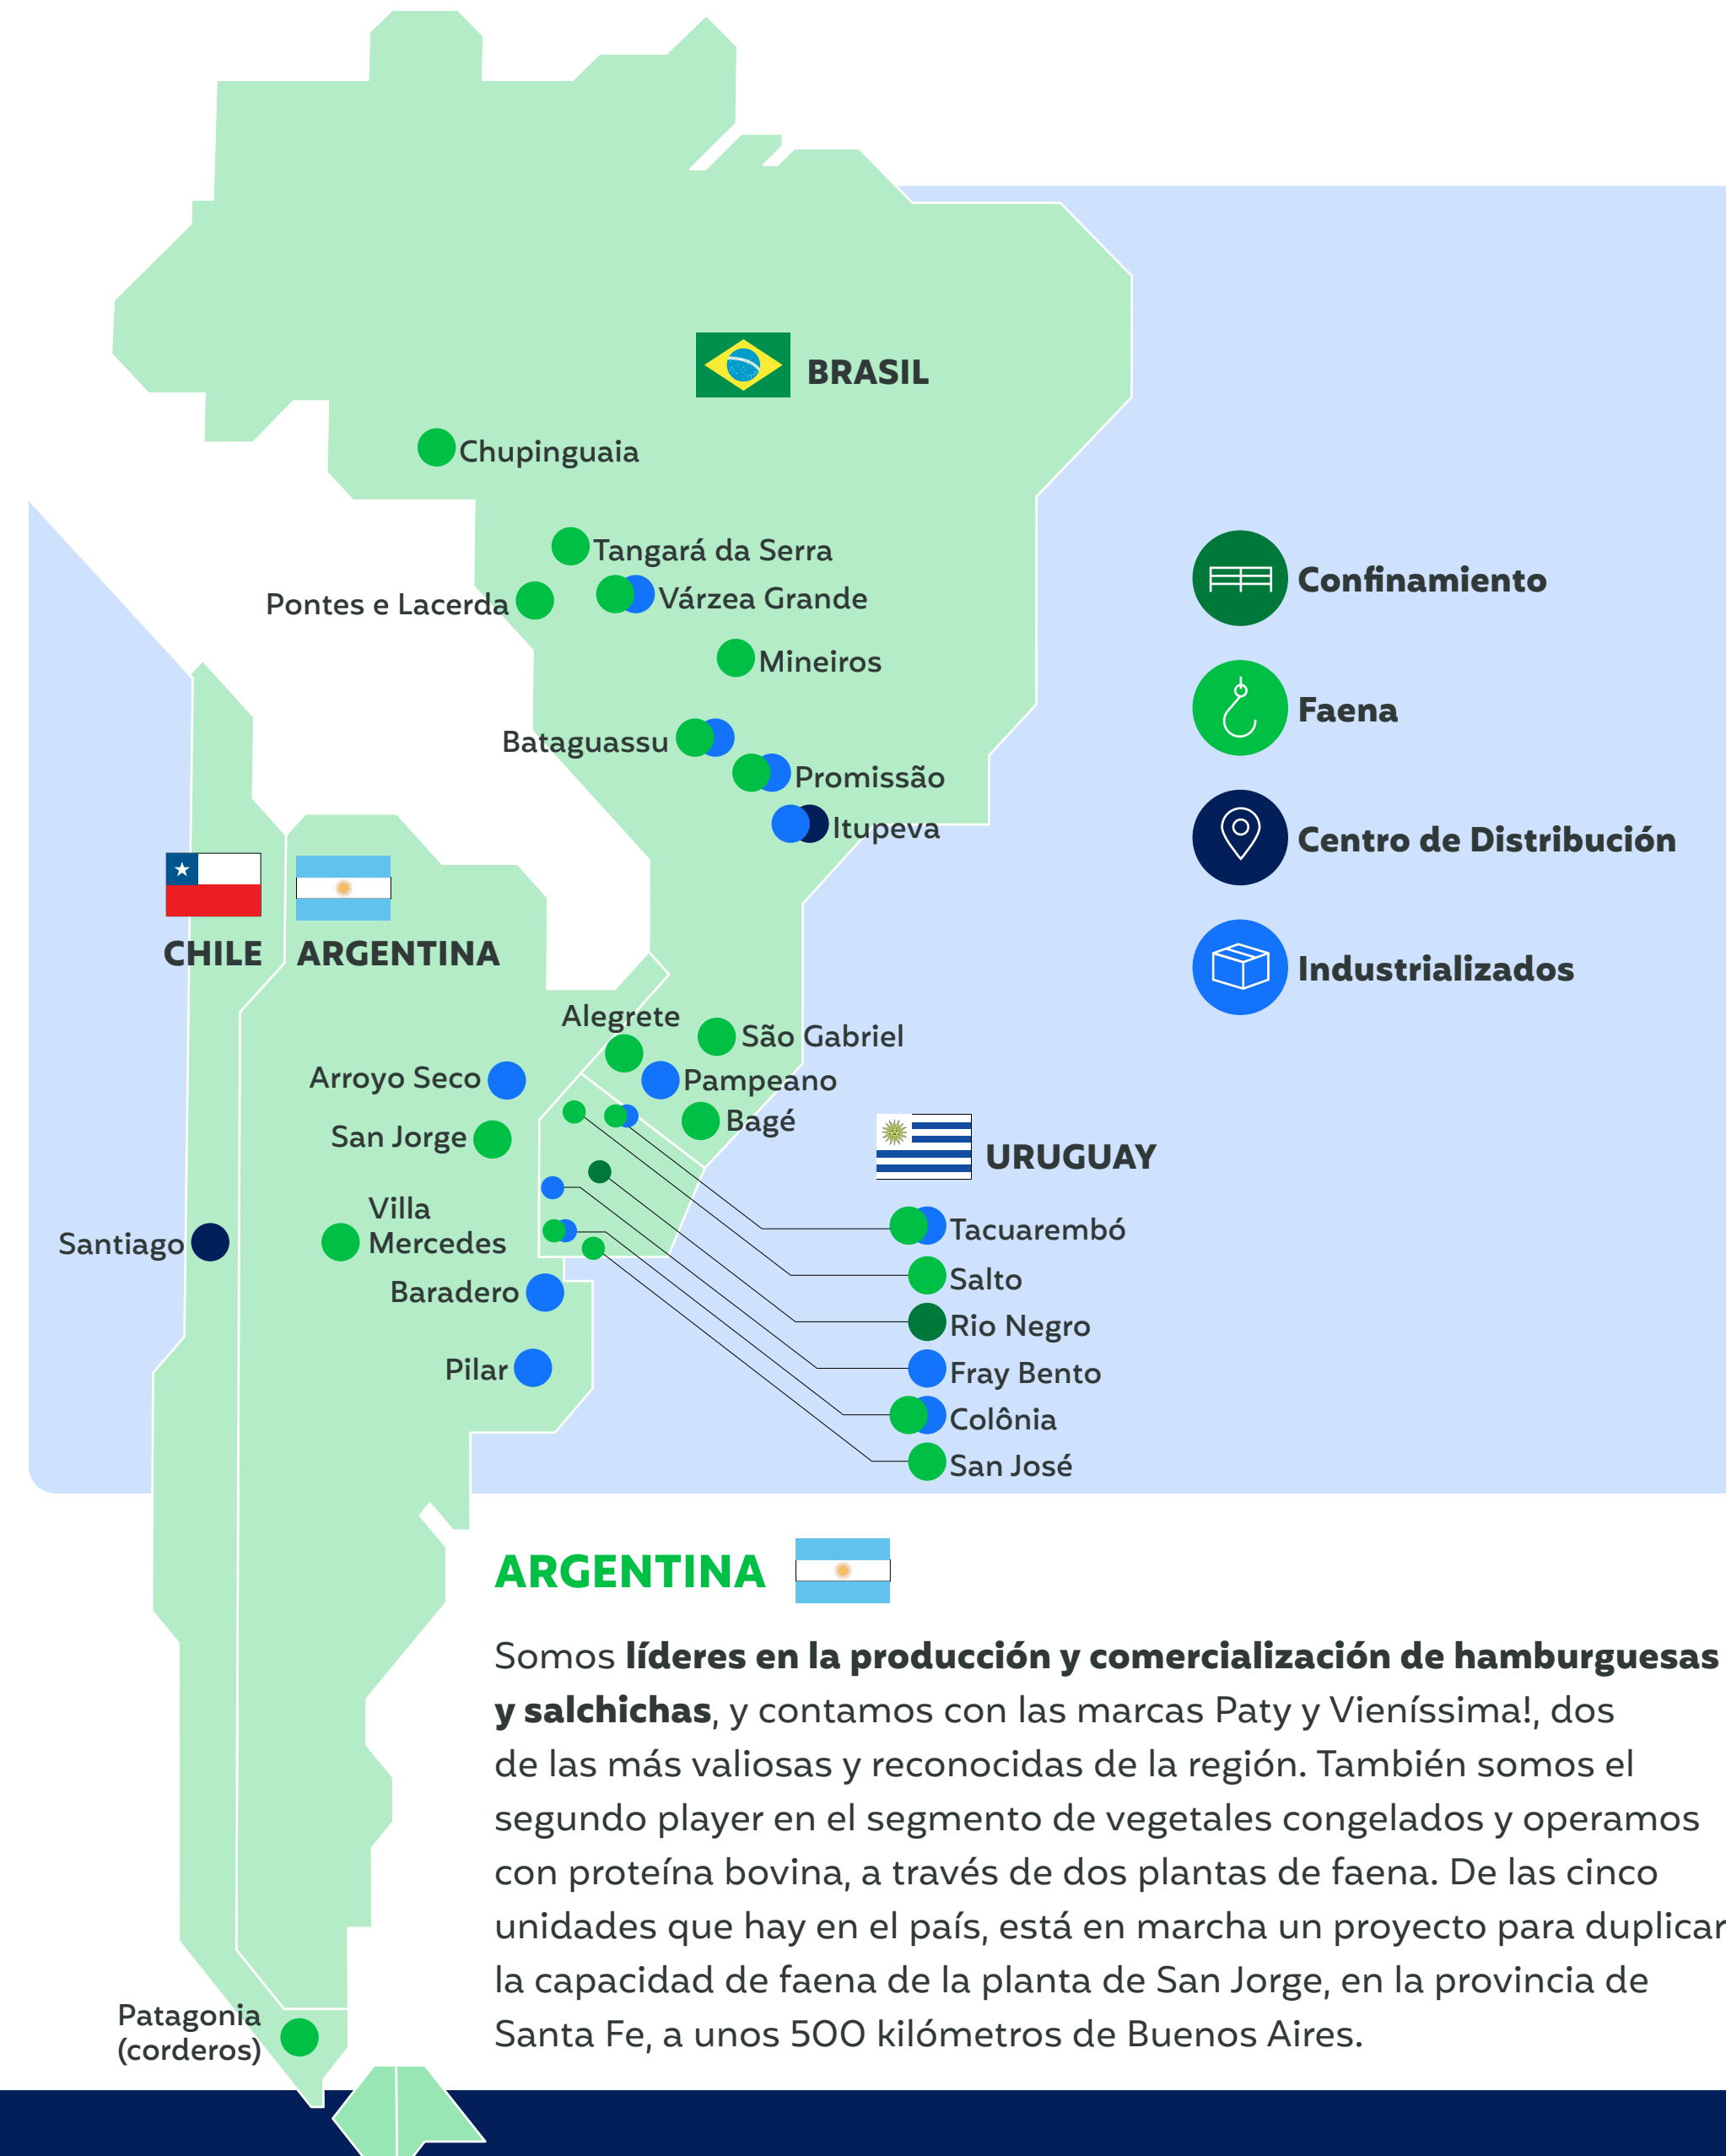 BRASIL
Chupinguaia
Tangará da Serra
Pontes e Lacerda
Várzea Grande
Mineiros
Bataguassu
Promissão
Itupeva
Confinamiento
Faena
Centro de Distribución
Industrializados
CHILE
ARGENTINA
Alegrete
São Gabriel
Arroyo Seco
Pampeano
San Jorge
Bagé
URUGUAY
Villa
Mercedes
Santiago
Baradero
Pilar
Tacuarembó
Salto
Rio Negro
Fray Bento
Colônia
San José
ARGENTINA
Somos líderes en la producción y comercialización de hamburguesas
y salchichas, y contamos con las marcas Paty y Vieníssima!, dos
de las más valiosas y reconocidas de la región. También somos el
segundo player en el segmento de vegetales congelados y operamos
con proteína bovina, a través de dos plantas de faena. De las cinco
unidades que hay en el país, está en marcha un proyecto para duplicar
la capacidad de faena de la planta de San Jorge, en la provincia de
Santa Fe, a unos 500 kilómetros de Buenos Aires.
Patagonia
(corderos)